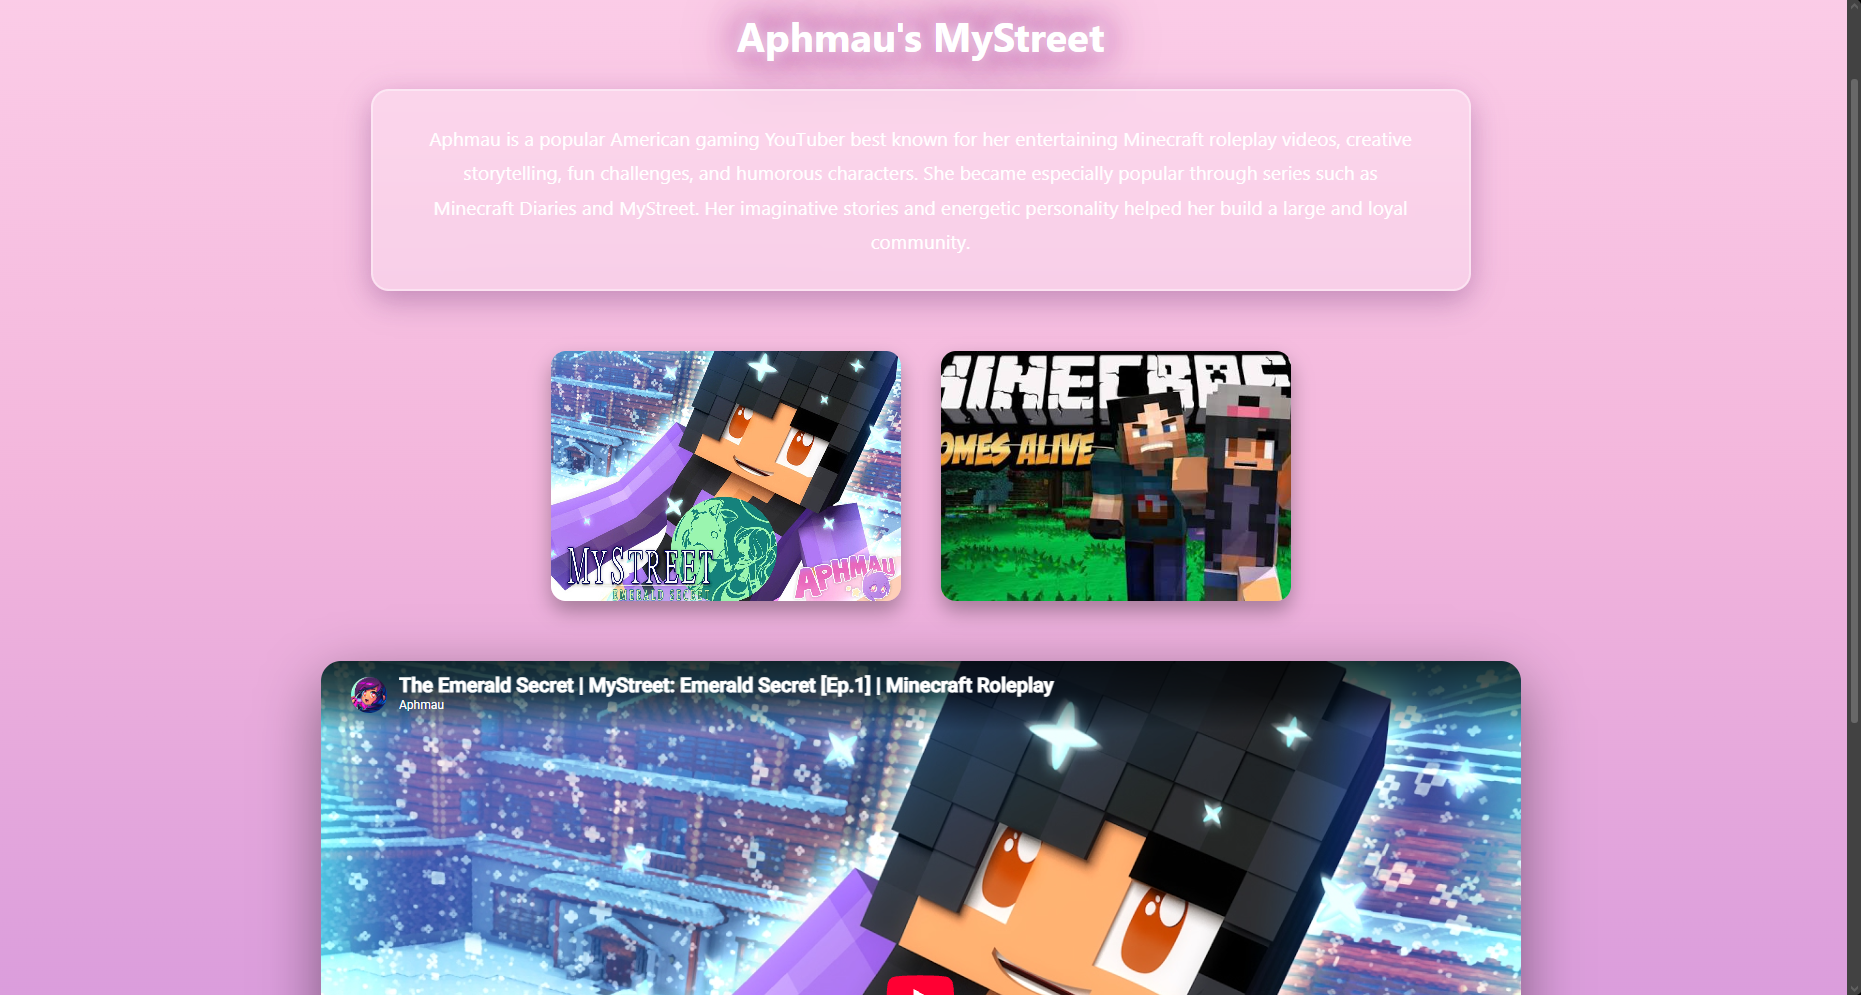 Aphmau's MyStreet
Aphmau is a popular American gaming YouTuber best known for her entertaining Minecraft roleplay videos, creative
storytelling, fun challenges, and humorous characters. She became especially popular through series such as
Minecraft Diaries and MyStreet. Her imaginative stories and energetic personality helped her build a large and loyal
community.
MYSTREET
EMERALD SECRET
APHMAU
MINECRAF
OMES ALIVE
The Emerald Secret | MyStreet: Emerald Secret [Ep.1] | Minecraft Roleplay
Aphmau